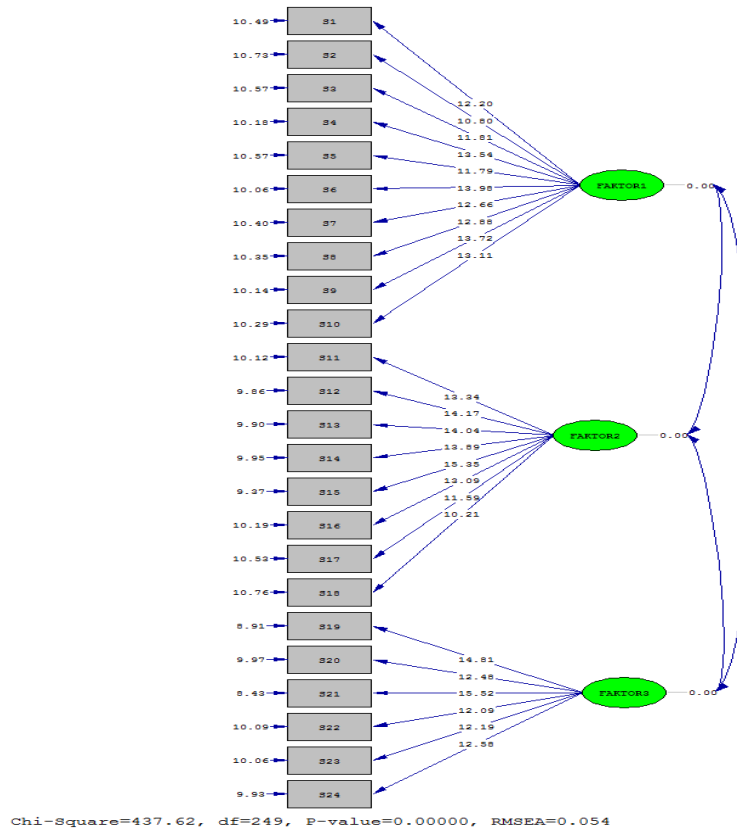 10.49 S1
10.73 S2
10.57 S3
10.18 S4
10.57 S5
10.06 S6
10.40 S7
10.35 S8
10.14 S9
10.29 S10
10.12 S11
9.86 S12
9.90 S13
9.95 S14
9.37 S15
10.19 S16
10.53 S17
10.76 S18
8.91 S19
9.97 S20
8.43 S21
10.09 S22
10.06 S23
9.93 S24
12.20
10.80
11.81
13.54
11.79
13.98
12.66
12.88
13.72
13.11
FAKTOR1 0.00
13.34
14.17
14.04
13.89
15.35
13.09
11.59
10.21
FAKTOR2 0.00
14.81
12.48
15.52
12.09
12.19
12.58
FAKTOR3 0.00
Chi-Square=437.62, df=249, P-value=0.00000, RMSEA=0.054